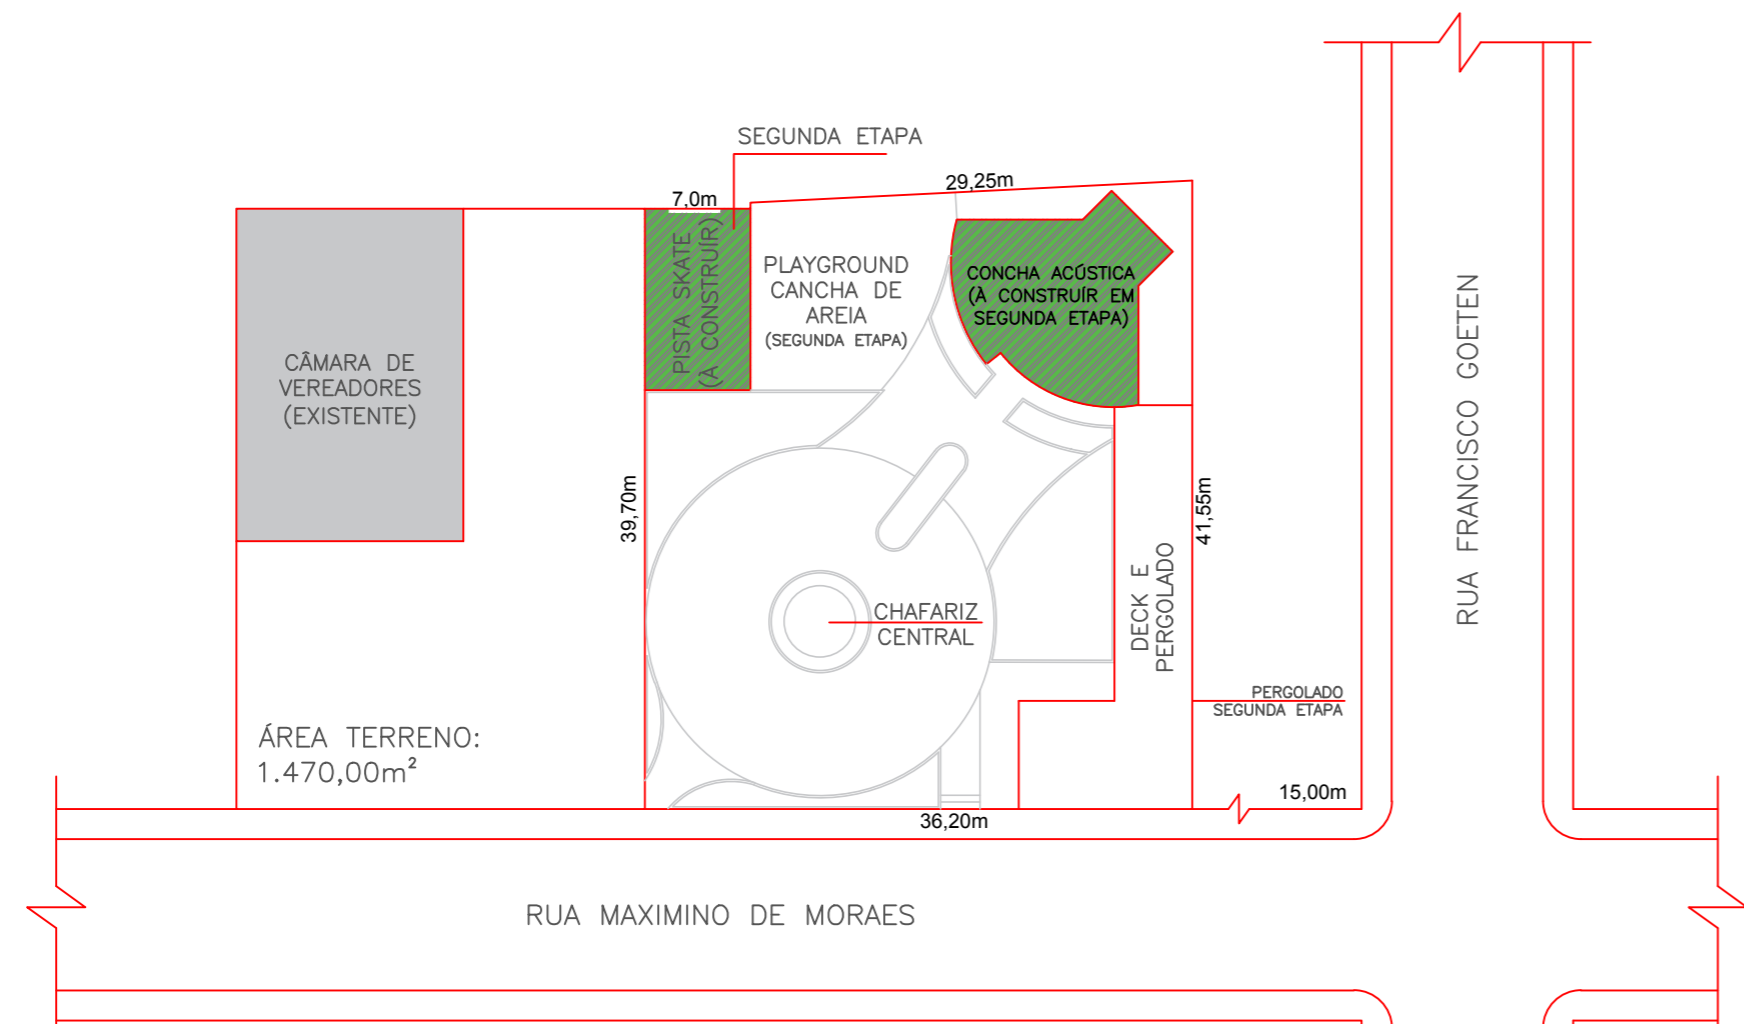 SEGUNDA ETAPA
29,25m
7,0m
PISTA SKATE
(À CONSTRUÍR)
PLAYGROUND
CANCHA DE
AREIA
(SEGUNDA ETAPA)
CONCHA ACÚSTICA
(À CONSTRUÍR EM
SEGUNDA ETAPA)
CÂMARA DE
VEREADORES
(EXISTENTE)
RUA FRANCISCO GOETEN
39,70m
41,55m
DECK E
PERGOLADO
CHAFARIZ
CENTRAL
PERGOLADO
SEGUNDA ETAPA
ÁREA TERRENO:
1.470,00m²
15,00m
36,20m
RUA MAXIMINO DE MORAES